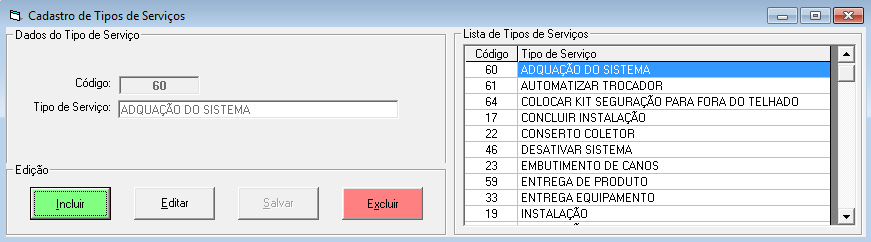 Cadastro de Tipos de Serviços
Dados do Tipo de Serviço
Código: 60
Tipo de Serviço: ADQUAÇÃO DO SISTEMA
Edição
Incluir Editar Salvar Excluir
Lista de Tipos de Serviços
Código Tipo de Serviço
60 ADQUAÇÃO DO SISTEMA
61 AUTOMATIZAR TROCADOR
64 COLOCAR KIT SEGURAÇÃO PARA FORA DO TELHADO
17 CONCLUIR INSTALAÇÃO
22 CONSERTO COLETOR
46 DESATIVAR SISTEMA
23 EMBUTIMENTO DE CANOS
59 ENTREGA DE PRODUTO
33 ENTREGA EQUIPAMENTO
19 INSTALAÇÃO